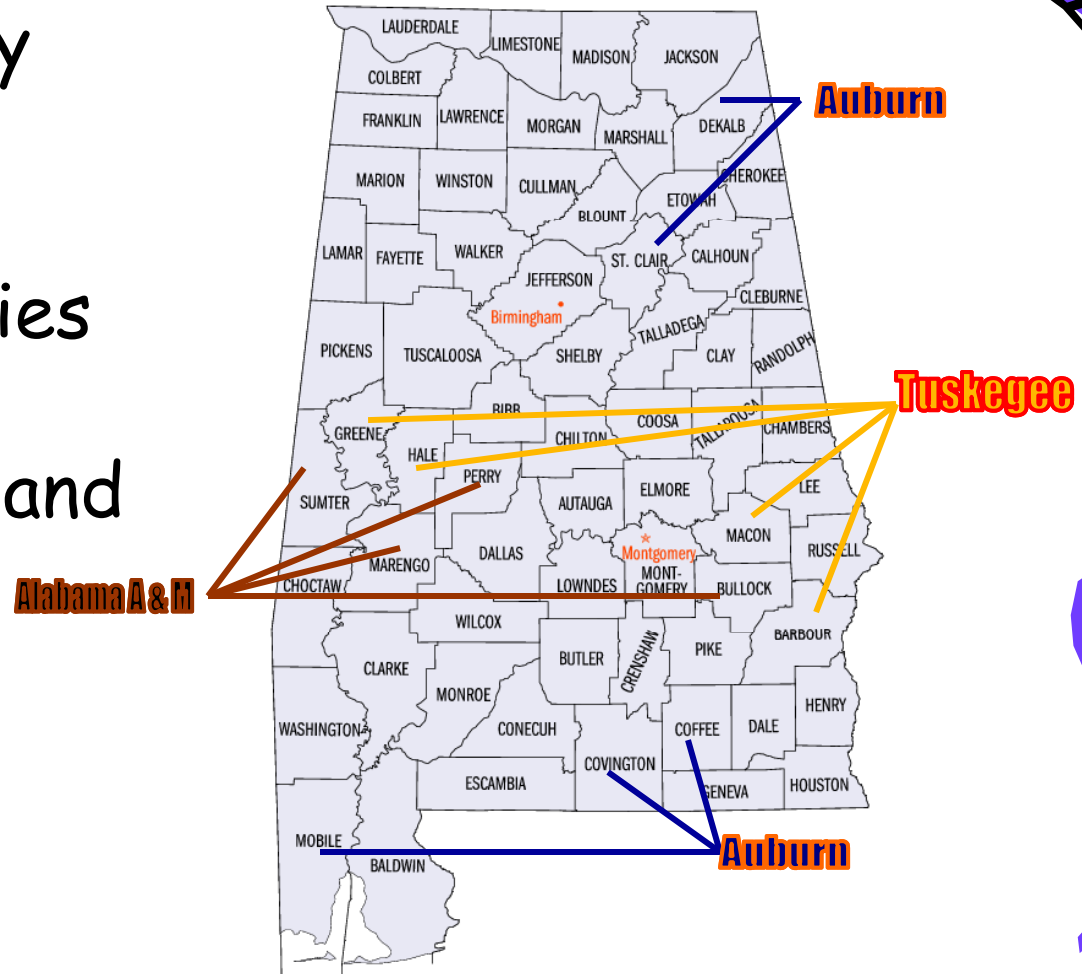 y
ies
and
LAUDERDALE
LIMESTONE
MADISON
JACKSON
COLBERT
Auburn
FRANKLIN
LAWRENCE
MORGAN
MARSHALL
DEKALB
MARION
WINSTON
CULLMAN
CHEROKEE
BLOUNT
ETOWAH
LAMAR
FAYETTE
WALKER
ST. CLAIR
CALHOUN
JEFFERSON
Birmingham
CLEBURNE
TALLADEGA
PICKENS
TUSCALOOSA
SHELBY
CLAY
RANDOLPH
Tuskegee
BIBB
GREENE
HALE
CHILTON
COOSA
TALLAPOOSA
CHAMBERS
PERRY
SUMTER
AUTAUGA
ELMORE
LEE
MACON
RUSSELL
Montgomery
DALLAS
MARENGO
Alabama A & M
CHOCTAW
LOWNDES
MONT-
GOMERY
BULLOCK
WILCOX
BARBOUR
CLARKE
BUTLER
CRENSHAW
PIKE
MONROE
HENRY
WASHINGTON
CONECUH
COFFEE
DALE
COVINGTON
ESCAMBIA
GENEVA
HOUSTON
MOBILE
BALDWIN
Auburn